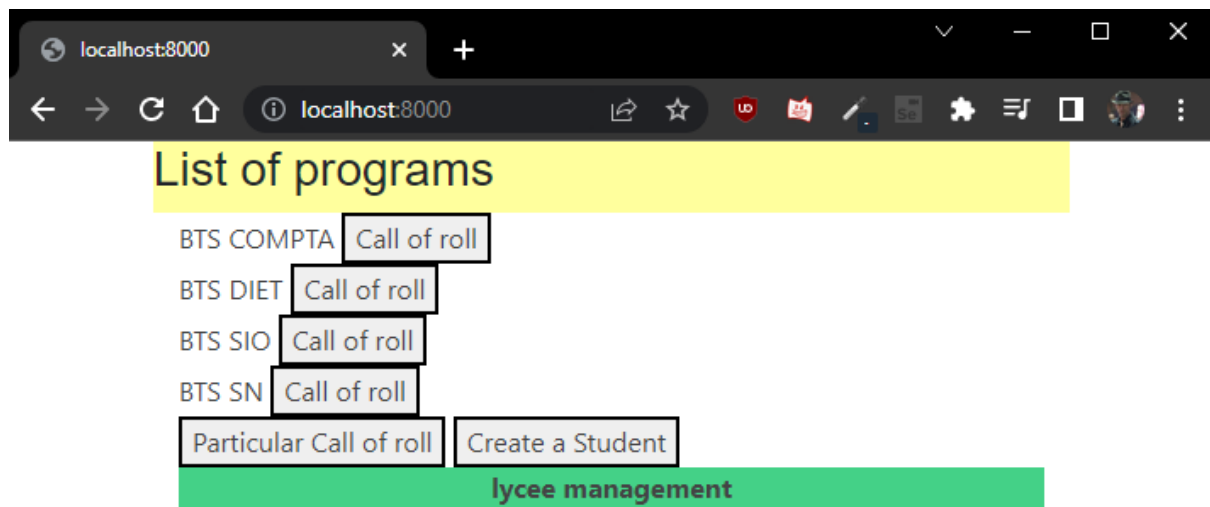 localhost:8000
localhost:8000
List of programs
BTS COMPTA Call of roll
BTS DIET Call of roll
BTS SIO Call of roll
BTS SN Call of roll
Particular Call of roll Create a Student
lycee management